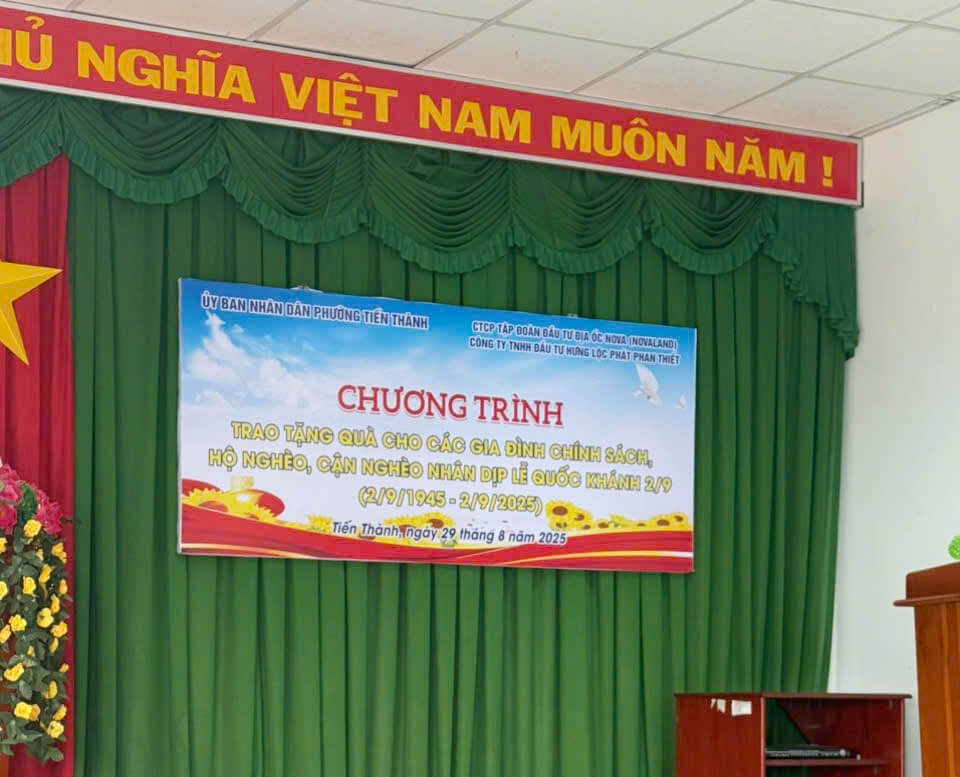 HỦ NGHĨA VIỆT NAM MUÔN NĂM !
ỦY BAN NHÂN DÂN PHƯỜNG TIẾN THÀNH
CTCP TẬP ĐOÀN ĐẦU TƯ ĐỊA ỐC NOVA (NOVALAND)
CÔNG TY TNHH ĐẦU TƯ HƯNG LỘC PHÁT PHAN THIẾT
CHƯƠNG TRÌNH
TRAO TẶNG QUÀ CHO CÁC GIA ĐÌNH CHÍNH SÁCH,
HỘ NGHÈO, CẬN NGHÈO NHÂN DỊP LỄ QUỐC KHÁNH 2/9
(2/9/1945 - 2/9/2025)
Tiến Thành, ngày 29 tháng 8 năm 2025